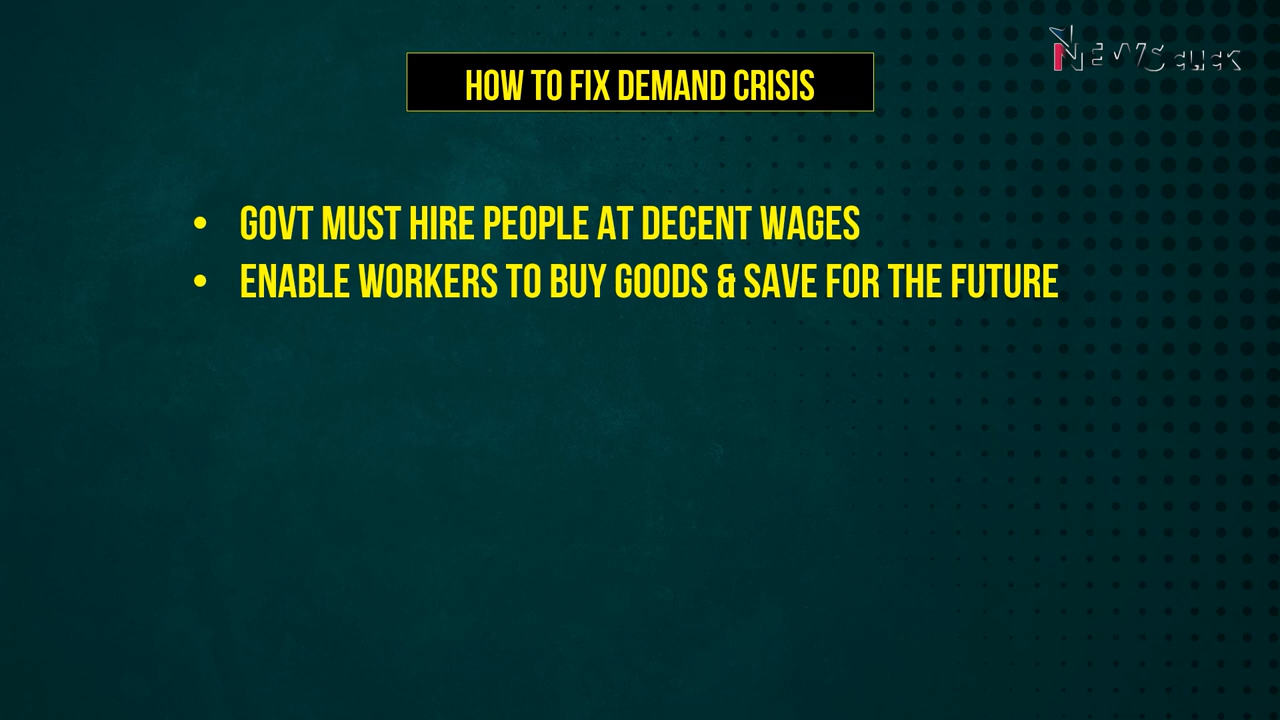 NEWSCLICK
HOW TO FIX DEMAND CRISIS
• GOVT MUST HIRE PEOPLE AT DECENT WAGES
• ENABLE WORKERS TO BUY GOODS & SAVE FOR THE FUTURE